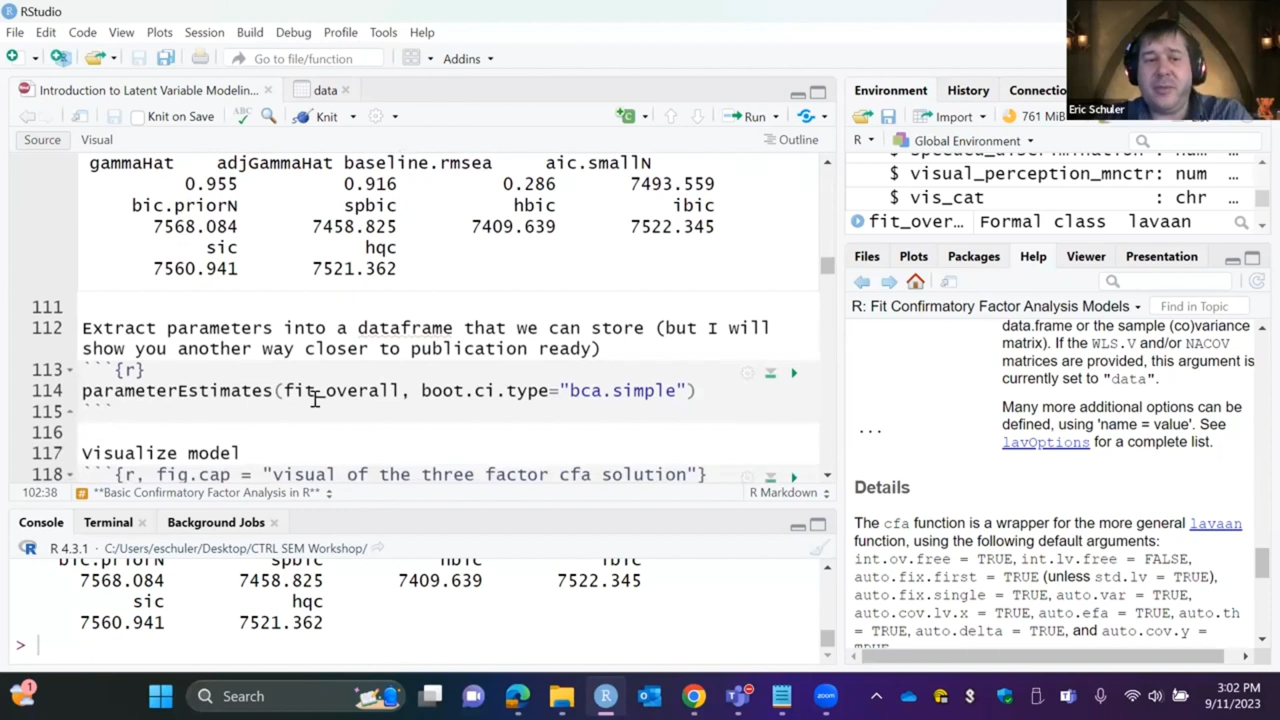 RStudio
File Edit Code View Plots Session Build Debug Profile Tools Help
Go to file/function Addins
Introduction to Latent Variable Modelin... data
Knit on Save ABC Knit Run
Source Visual Outline
gammaHat adjGammaHat baseline.rmsea aic.smallN
0.955 0.916 0.286 7493.559
bic.priorN spbic hbic ibic
7568.084 7458.825 7409.639 7522.345
sic hqc
7560.941 7521.362
111
112 Extract parameters into a dataframe that we can store (but I will
show you another way closer to publication ready)
113 ```{r}
114 parameterEstimates(fit_overall, boot.ci.type="bca.simple")
115 ```
116
117 Visualize model
118 ```{r, fig.cap = "visual of the three factor cfa solution"}
102:38 # **Basic Confirmatory Factor Analysis in R** R Markdown
Console Terminal Background Jobs
R 4.3.1 · C:/Users/eschuler/Desktop/CTRL SEM Workshop/
bic.priorN spbic hbic ibic
7568.084 7458.825 7409.639 7522.345
sic hqc
7560.941 7521.362
>
Environment History Connectio
Import 761 MiB
R Global Environment
$ speeded_discrimination : num ...
$ visual_perception_mnctr: num ...
$ vis_cat : chr ...
fit_over... Formal class lavaan
Eric Schuler
Files Plots Packages Help Viewer Presentation
R: Fit Confirmatory Factor Analysis Models Find in Topic
data.frame or the sample (co)variance
matrix). If the WLS.V and/or NACOV
matrices are provided, this argument is
currently set to "data".
... Many more additional options can be
defined, using 'name = value'. See
lavOptions for a complete list.
Details
The cfa function is a wrapper for the more general lavaan
function, using the following default arguments:
int.ov.free = TRUE, int.lv.free = FALSE,
auto.fix.first = TRUE (unless std.lv = TRUE),
auto.fix.single = TRUE, auto.var = TRUE,
auto.cov.lv.x = TRUE, auto.efa = TRUE, auto.th
= TRUE, auto.delta = TRUE, and auto.cov.y =
TRUE.
1
Search
zoom
3:02 PM
9/11/2023